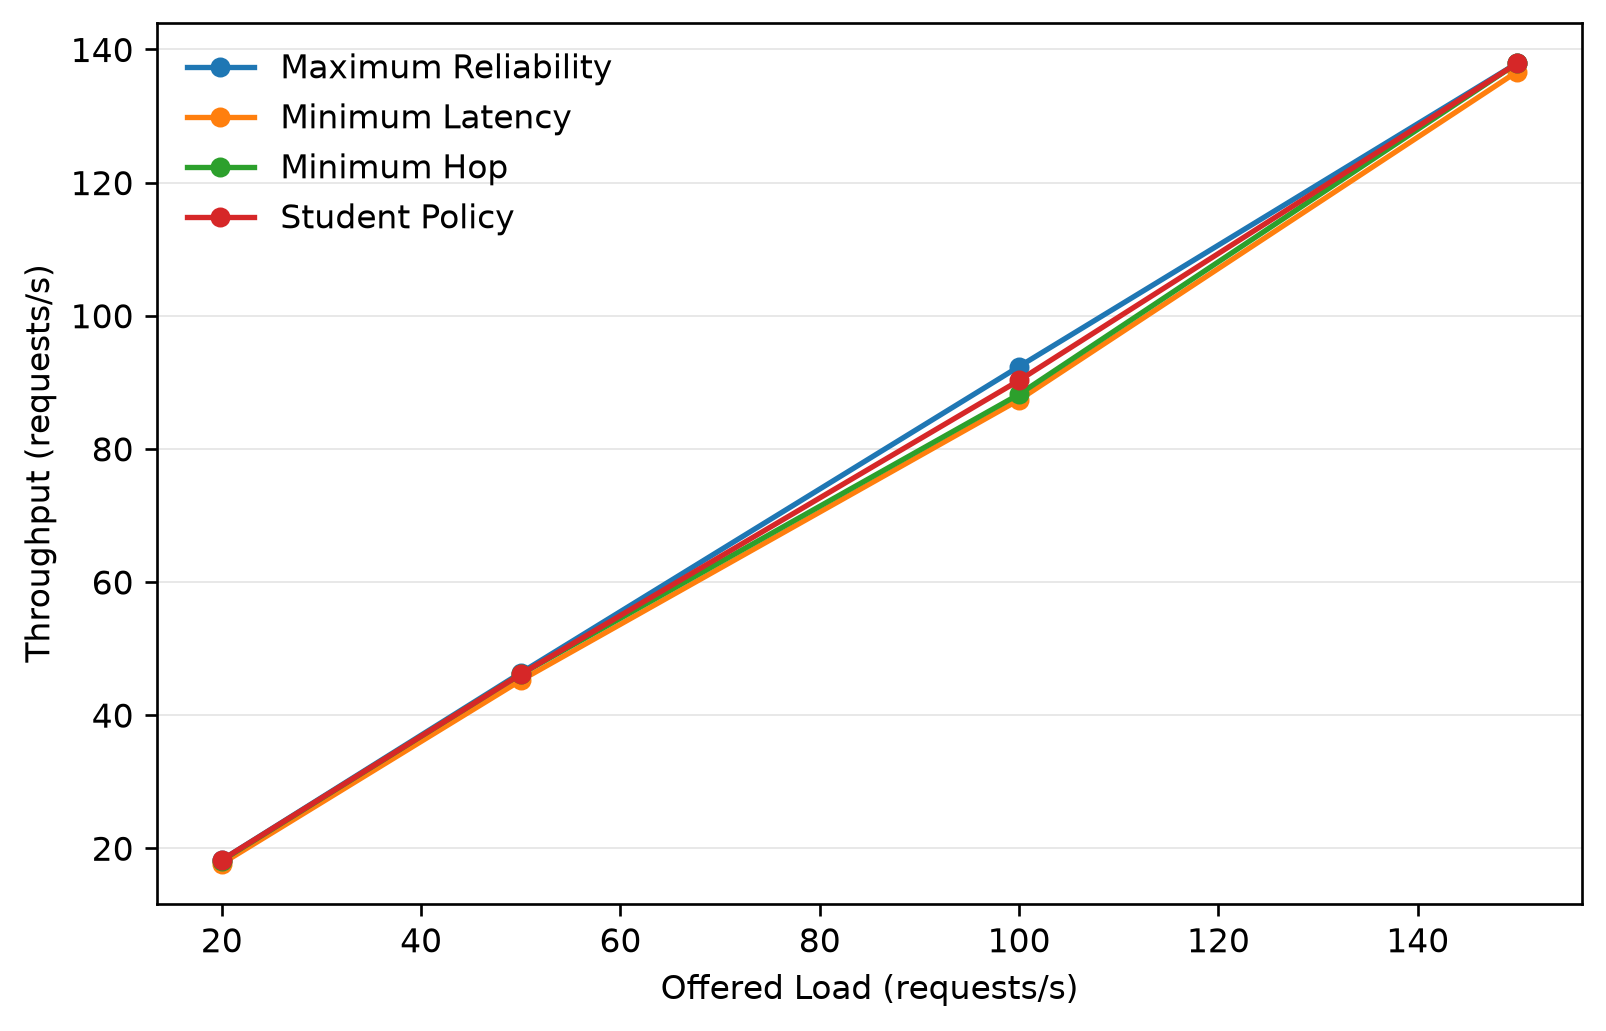 Maximum Reliability
Minimum Latency
Minimum Hop
Student Policy
140
120
100
80
60
40
20
Throughput (requests/s)
20 40 60 80 100 120 140
Offered Load (requests/s)